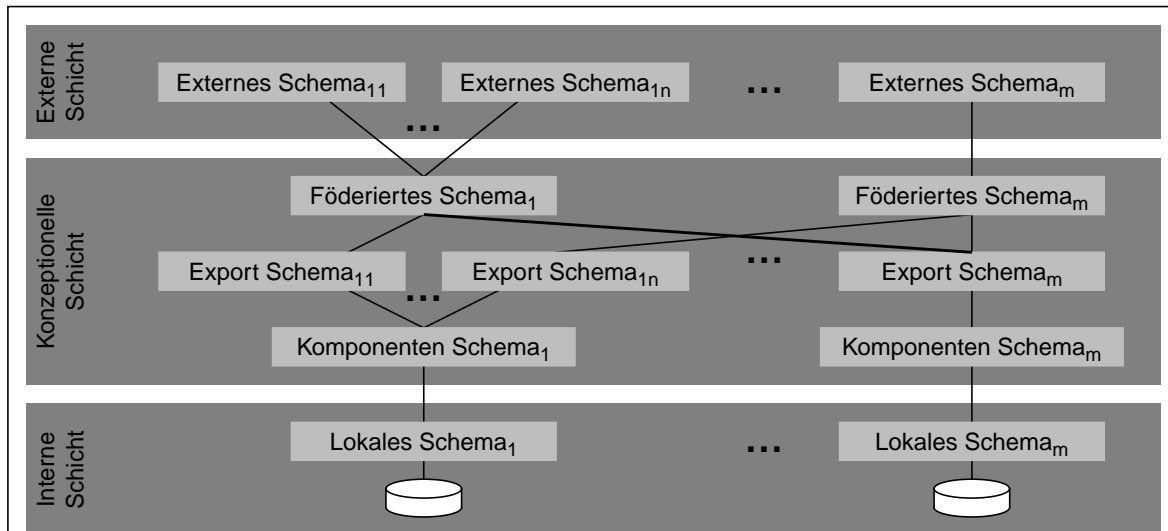 Externe
Schicht
Externes Schema₁₁ Externes Schema₁ₙ ... Externes Schemaₘ
...
Konzeptionelle
Schicht
Föderiertes Schema₁ Föderiertes Schemaₘ
Export Schema₁₁ ... Export Schema₁ₙ ... Export Schemaₘ
Komponenten Schema₁ Komponenten Schemaₘ
Interne
Schicht
Lokales Schema₁ ... Lokales Schemaₘ